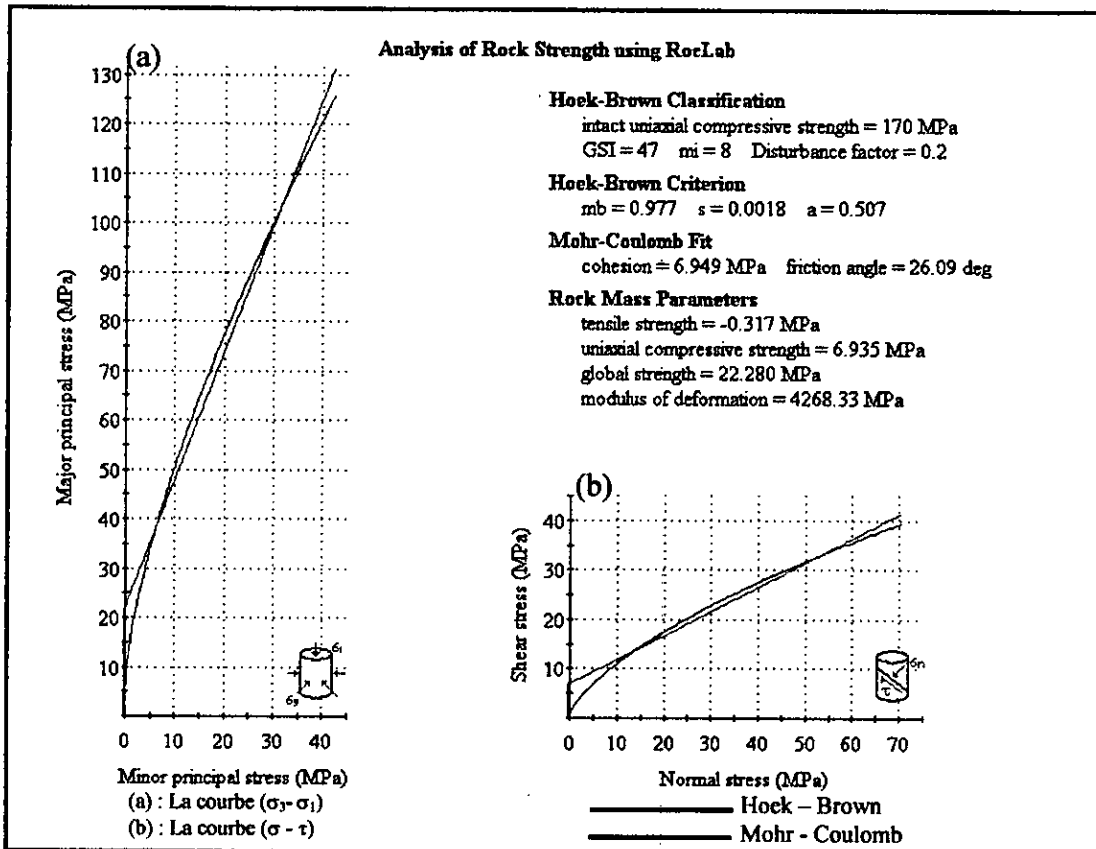 (a)
Analysis of Rock Strength using RocLab
Hoek-Brown Classification
intact uniaxial compressive strength = 170 MPa
GSI = 47 mi = 8 Disturbance factor = 0.2
Hoek-Brown Criterion
mb = 0.977 s = 0.0018 a = 0.507
Mohr-Coulomb Fit
cohesion = 6.949 MPa friction angle = 26.09 deg
Rock Mass Parameters
tensile strength = -0.317 MPa
uniaxial compressive strength = 6.935 MPa
global strength = 22.280 MPa
modulus of deformation = 4268.33 MPa
Major principal stress (MPa)
130
120
110
100
90
80
70
60
50
40
30
20
10
σ1
σ3
0 10 20 30 40
Minor principal stress (MPa)
(a) : La courbe (σ3-σ1)
(b) : La courbe (σ - τ)
(b)
Shear stress (MPa)
40
30
20
10
σn
τ
0 10 20 30 40 50 60 70
Normal stress (MPa)
Hoek – Brown
Mohr - Coulomb